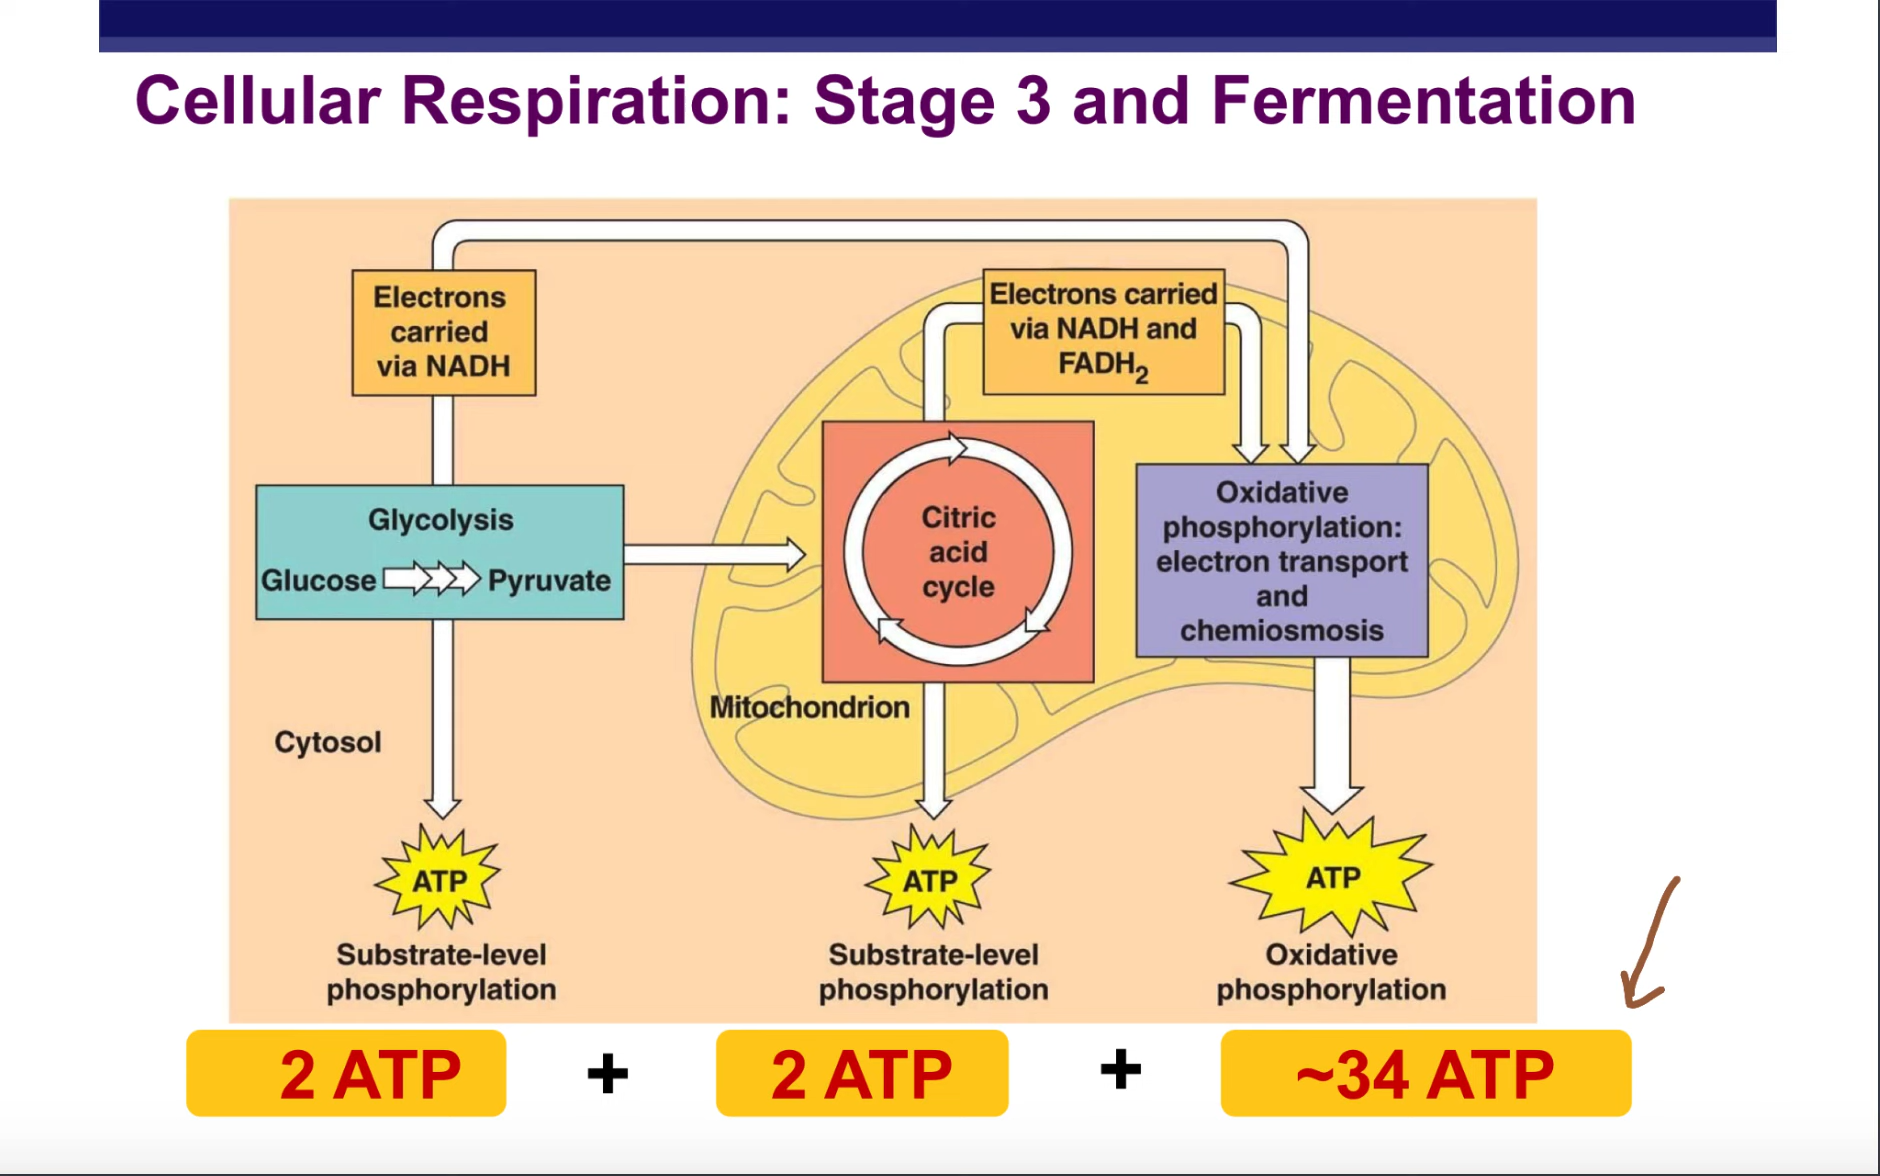 Cellular Respiration: Stage 3 and Fermentation
Electrons
carried
via NADH
Electrons carried
via NADH and
FADH₂
Glycolysis
Glucose Pyruvate
Citric
acid
cycle
Oxidative
phosphorylation:
electron transport
and
chemiosmosis
Mitochondrion
Cytosol
ATP
ATP
ATP
Substrate-level
phosphorylation
Substrate-level
phosphorylation
Oxidative
phosphorylation
2 ATP + 2 ATP + ~34 ATP